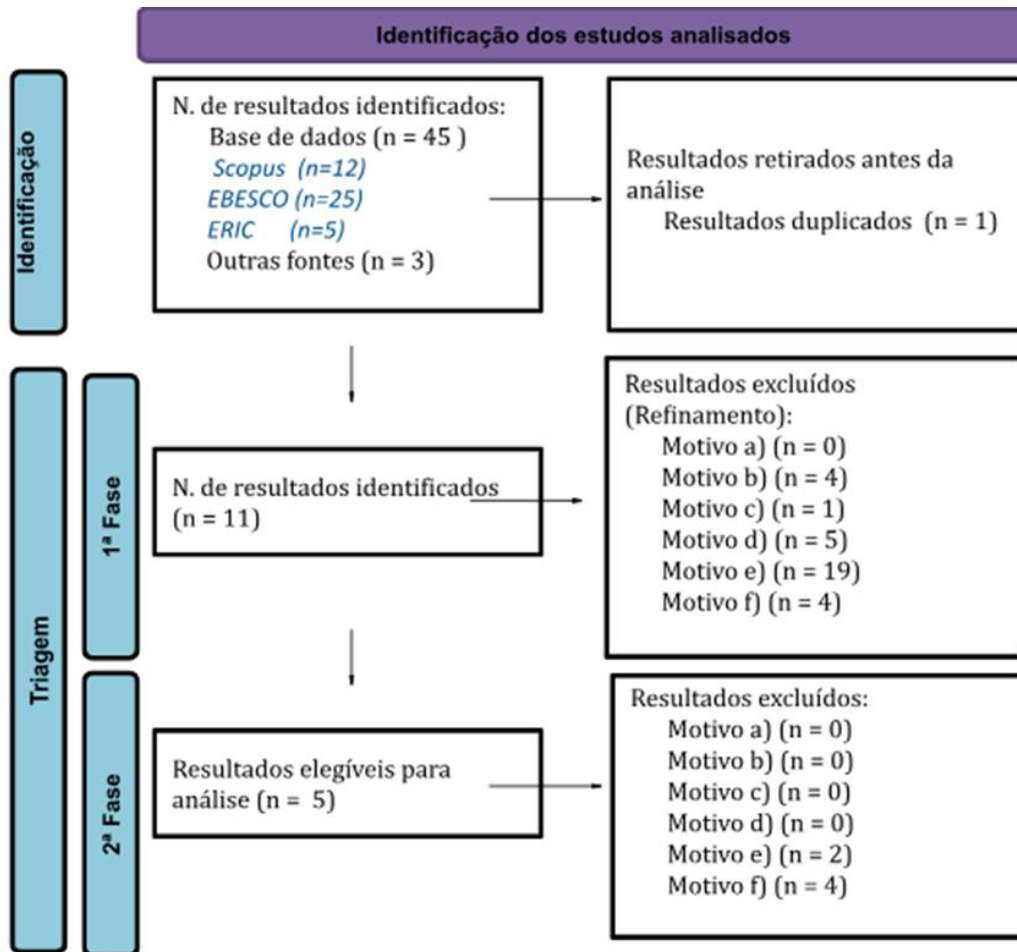 Identificação dos estudos analisados
Identificação
N. de resultados identificados:
Base de dados (n = 45 )
Scopus (n=12)
EBESCO (n=25)
ERIC (n=5)
Outras fontes (n = 3)
Resultados retirados antes da
análise
Resultados duplicados (n = 1)
Triagem
1ª Fase
N. de resultados identificados
(n = 11)
Resultados excluídos
(Refinamento):
Motivo a) (n = 0)
Motivo b) (n = 4)
Motivo c) (n = 1)
Motivo d) (n = 5)
Motivo e) (n = 19)
Motivo f) (n = 4)
2ª Fase
Resultados elegíveis para
análise (n = 5)
Resultados excluídos:
Motivo a) (n = 0)
Motivo b) (n = 0)
Motivo c) (n = 0)
Motivo d) (n = 0)
Motivo e) (n = 2)
Motivo f) (n = 4)